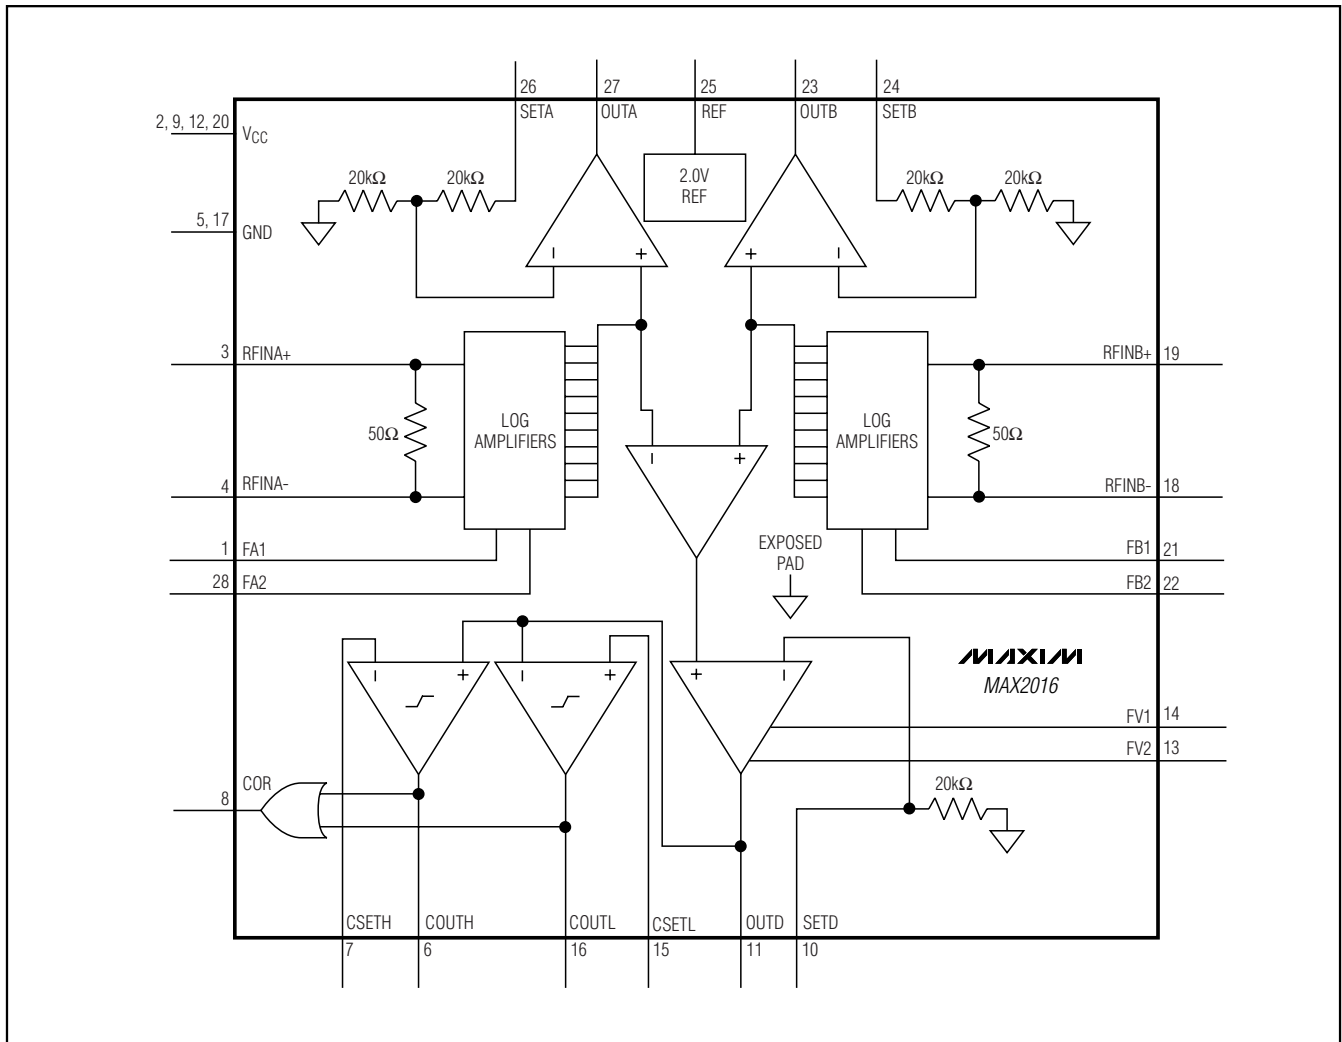 26 27 25 23 24
SETA OUTA REF OUTB SETB
2, 9, 12, 20 VCC
20kΩ 20kΩ
2.0V
REF
20kΩ 20kΩ
5, 17 GND
− + + −
3 RFINA+
RFINB+ 19
50Ω
LOG
AMPLIFIERS
LOG
AMPLIFIERS
50Ω
− +
4 RFINA-
RFINB- 18
1 FA1
EXPOSED
PAD
FB1 21
28 FA2
FB2 22
− + − + + −
MAXIM
MAX2016
FV1 14
FV2 13
COR
8
20kΩ
CSETH COUTH COUTL CSETL OUTD SETD
7 6 16 15 11 10